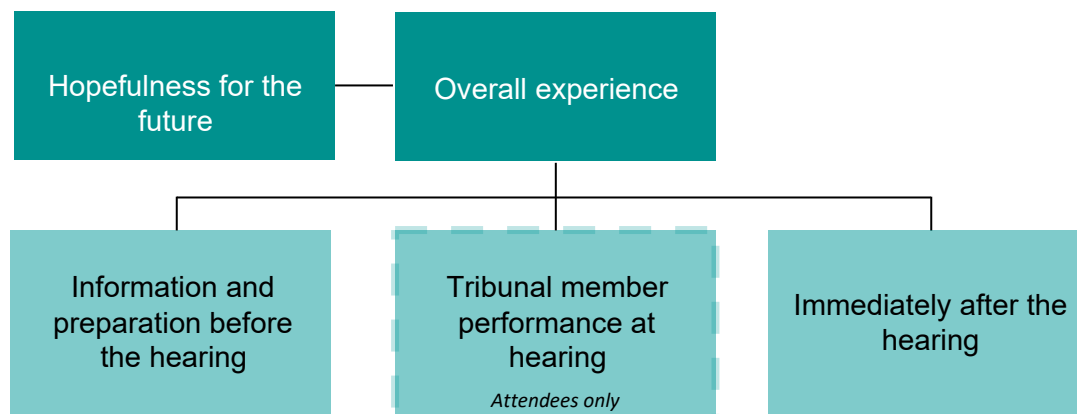 Hopefulness for the
future
Overall experience
Information and
preparation before
the hearing
Tribunal member
performance at
hearing
Attendees only
Immediately after the
hearing